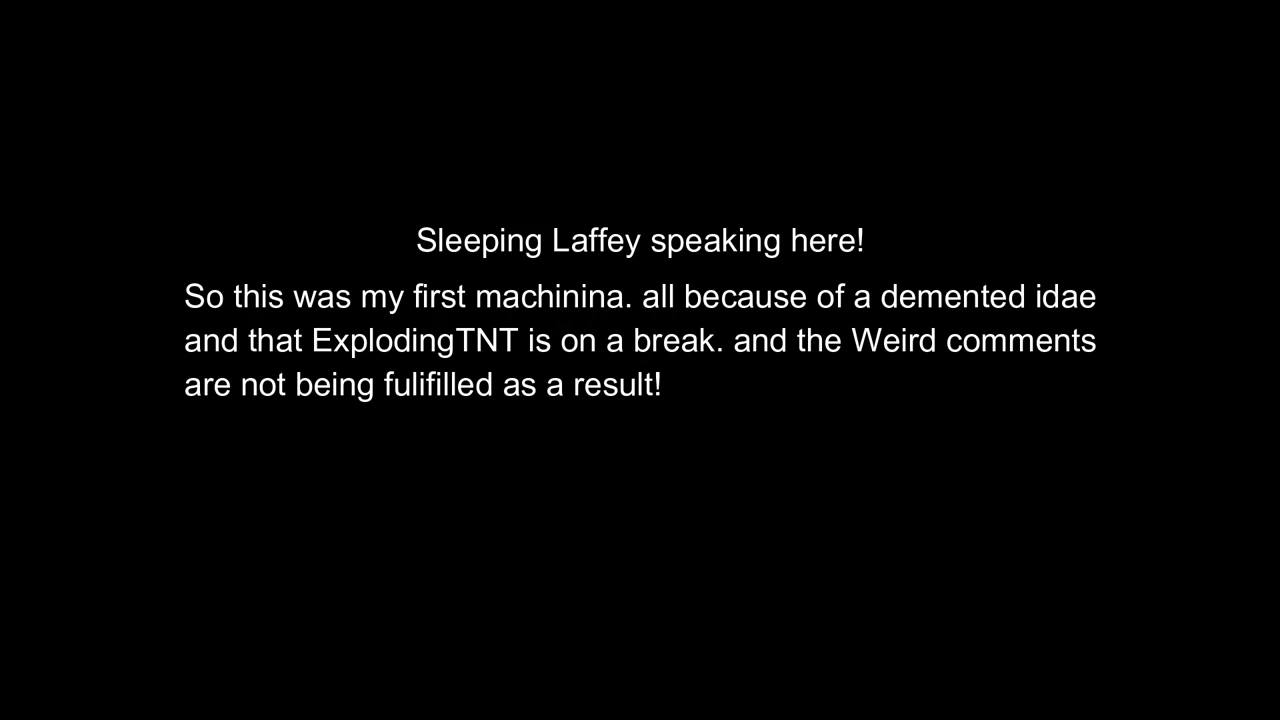 Sleeping Laffey speaking here!
So this was my first machinina. all because of a demented idae
and that ExplodingTNT is on a break. and the Weird comments
are not being fulifilled as a result!